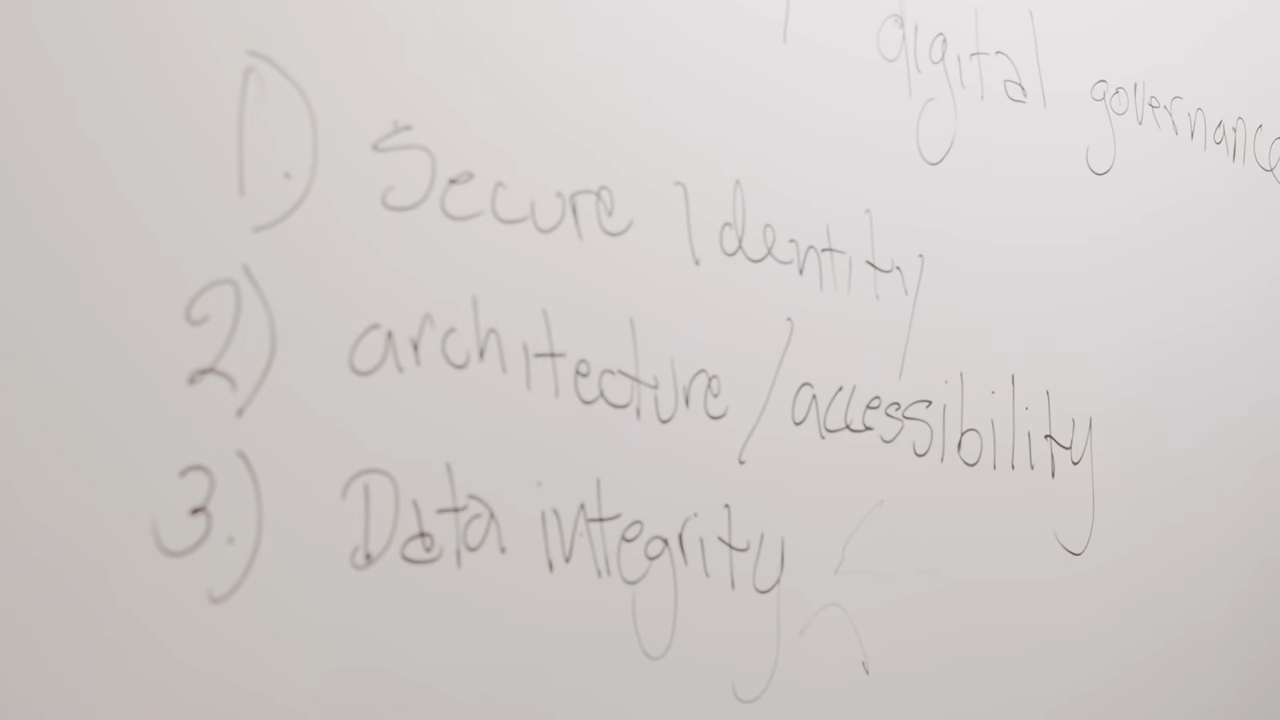 digital governance
1.) Secure Identity
2) architecture/accessibility
3.) Data integrity